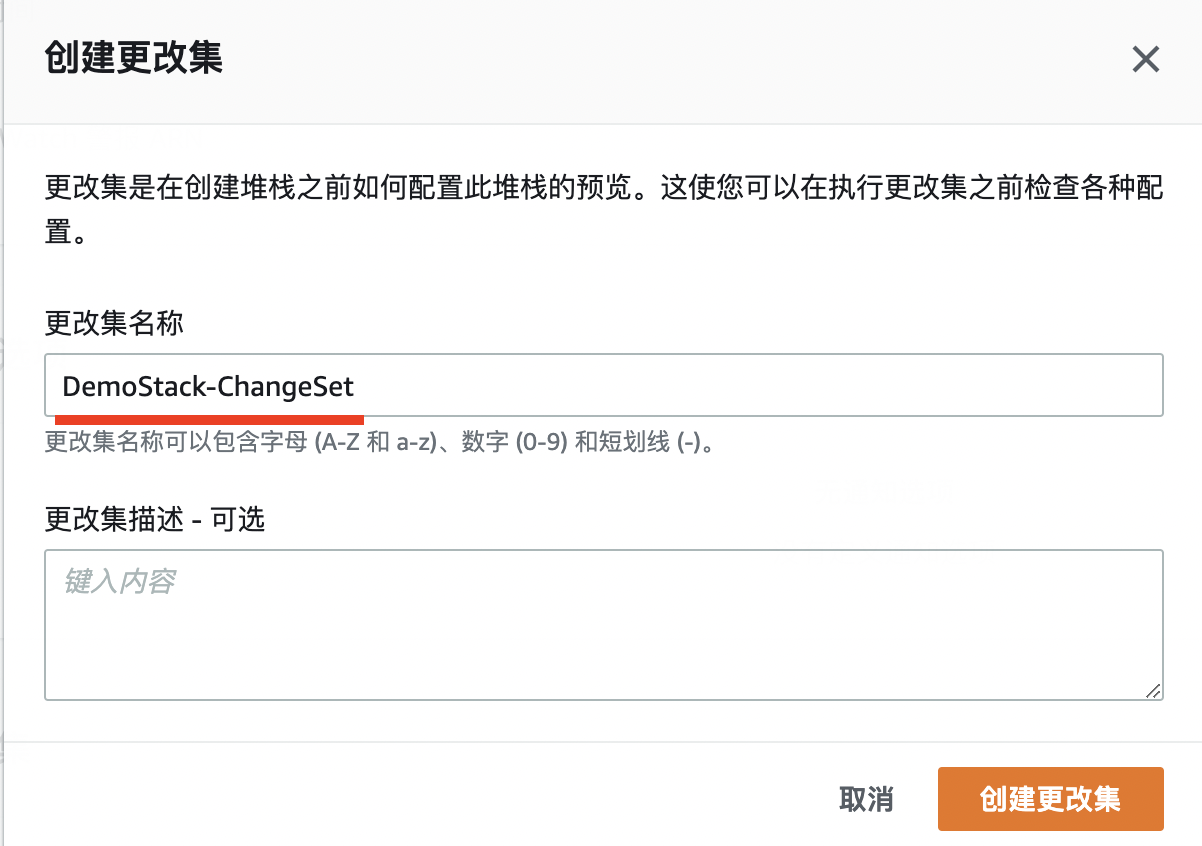 创建更改集
更改集是在创建堆栈之前如何配置此堆栈的预览。这使您可以在执行更改集之前检查各种配
置。
更改集名称
DemoStack-ChangeSet
更改集名称可以包含字母 (A-Z 和 a-z)、数字 (0-9) 和短划线 (-)。
更改集描述 - 可选
键入内容
取消
创建更改集